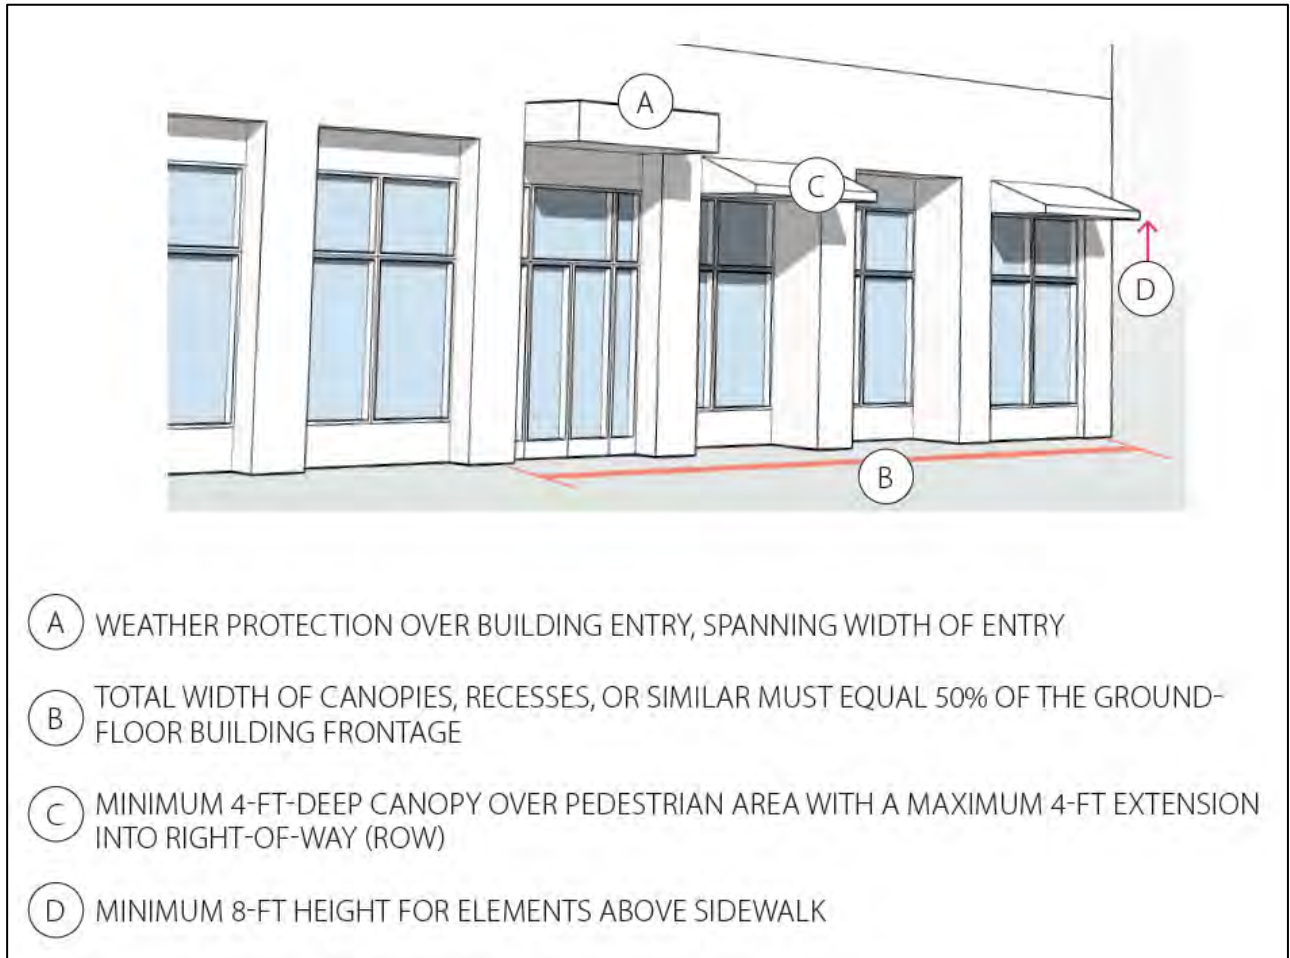 A
C
D
B
A WEATHER PROTECTION OVER BUILDING ENTRY, SPANNING WIDTH OF ENTRY
B TOTAL WIDTH OF CANOPIES, RECESSES, OR SIMILAR MUST EQUAL 50% OF THE GROUND-
FLOOR BUILDING FRONTAGE
C MINIMUM 4-FT-DEEP CANOPY OVER PEDESTRIAN AREA WITH A MAXIMUM 4-FT EXTENSION
INTO RIGHT-OF-WAY (ROW)
D MINIMUM 8-FT HEIGHT FOR ELEMENTS ABOVE SIDEWALK